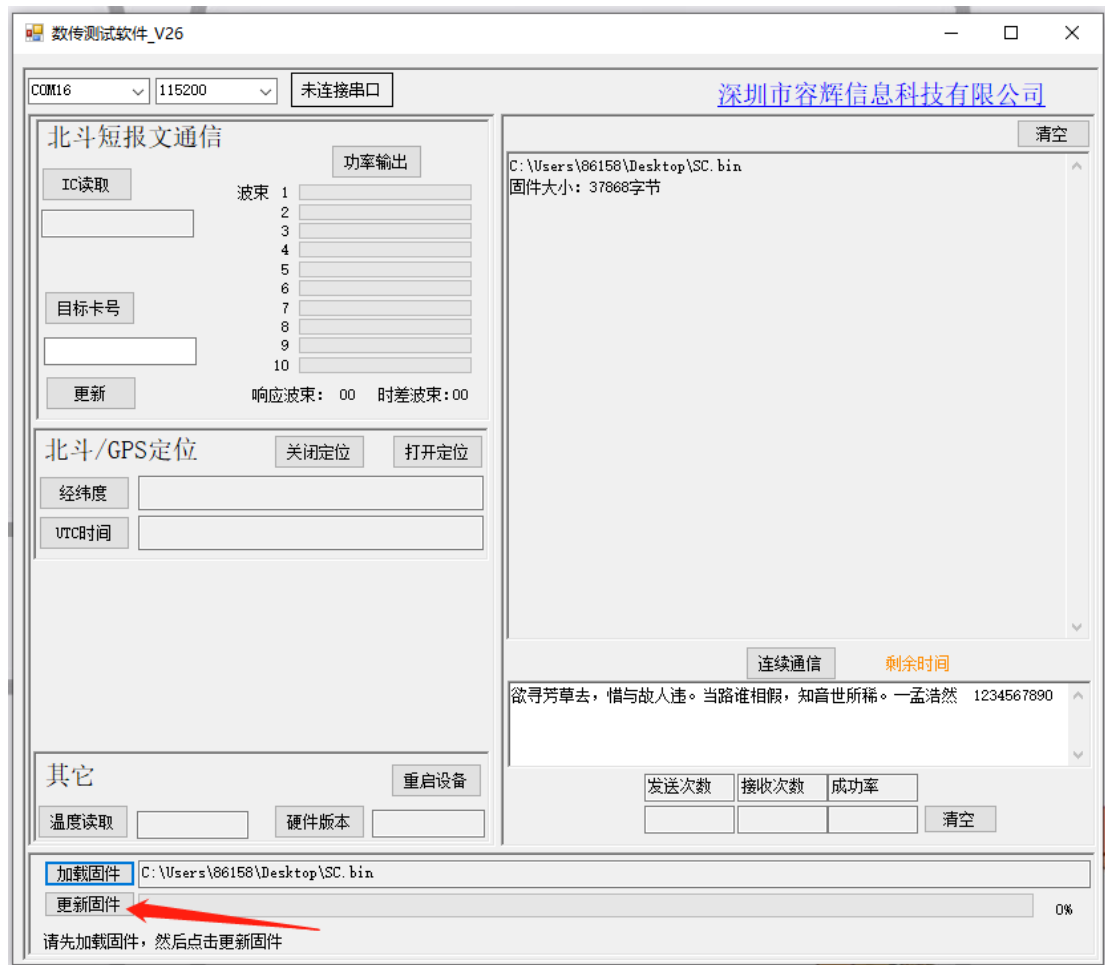 数传测试软件_V26
COM16
115200
未连接串口
深圳市容辉信息科技有限公司
北斗短报文通信
功率输出
IC读取
波束 1
2
3
4
5
6
7
8
9
10
目标卡号
更新
响应波束: 00 时差波束:00
北斗/GPS定位
关闭定位
打开定位
经纬度
UTC时间
其它
重启设备
温度读取
硬件版本
清空
C:\Users\86158\Desktop\SC.bin
固件大小: 37868字节
连续通信
剩余时间
欲寻芳草去,惜与故人违。当路谁相假,知音世所稀。一孟浩然 1234567890
发送次数 接收次数 成功率
清空
加载固件 C:\Users\86158\Desktop\SC.bin
更新固件
0%
请先加载固件,然后点击更新固件